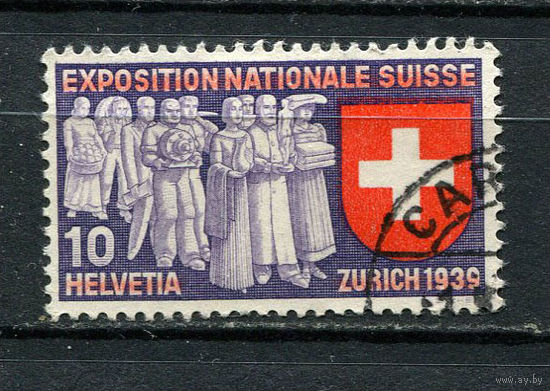 EXPOSITION NATIONALE SUISSE
10
HELVETIA
ZURICH 1939
CAR
www.ay.by